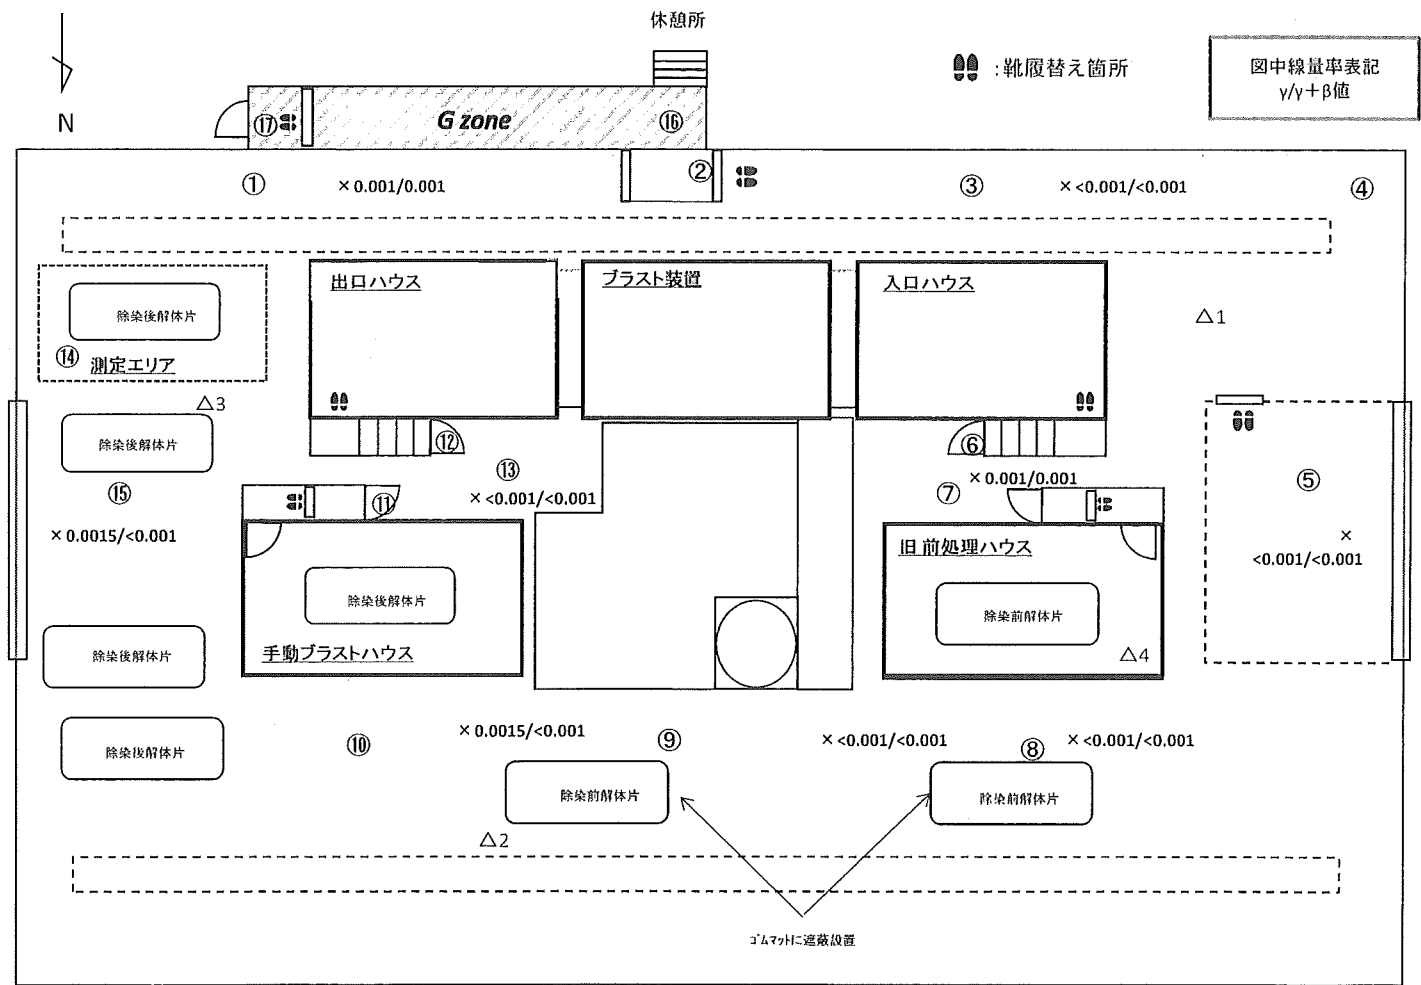 休憩所
:靴履替え箇所
図中線量率表記
γ/γ+β値
N
⑰
G zone
⑯
①
×0.001/0.001
②
③
×<0.001/<0.001
④
出口ハウス
ブラスト装置
入口ハウス
除染後解体片
⑭
測定エリア
△1
△3
除染後解体片
⑫
⑥
⑮
⑬
×<0.001/<0.001
×0.001/0.001
⑦
⑤
⑪
×0.0015/<0.001
×
<0.001/<0.001
旧 前処理ハウス
除染後解体片
除染前解体片
手動ブラストハウス
△4
除染後解体片
除染後解体片
⑩
×0.0015/<0.001
⑨
×<0.001/<0.001
⑧
×<0.001/<0.001
除染前解体片
除染前解体片
△2
ゴムマットに遮蔽設置